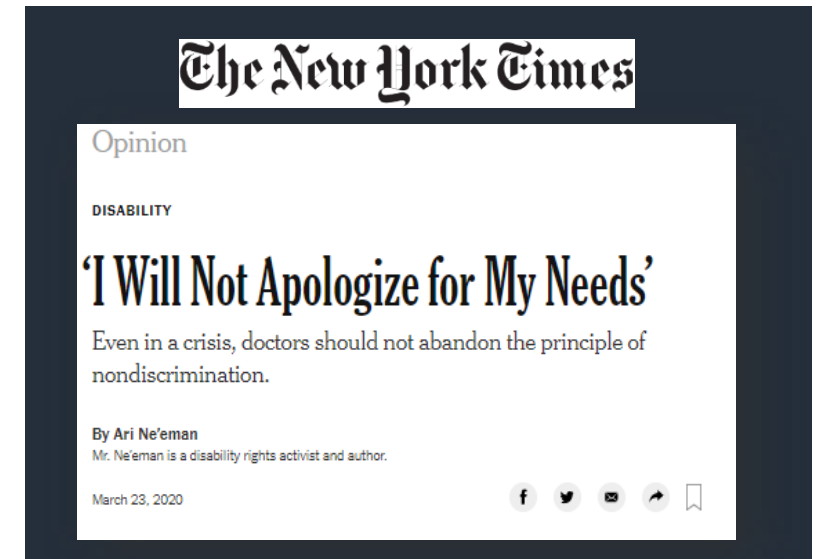 The New York Times
Opinion
DISABILITY
‘I Will Not Apologize for My Needs’
Even in a crisis, doctors should not abandon the principle of
nondiscrimination.
By Ari Ne’eman
Mr. Ne’eman is a disability rights activist and author.
March 23, 2020